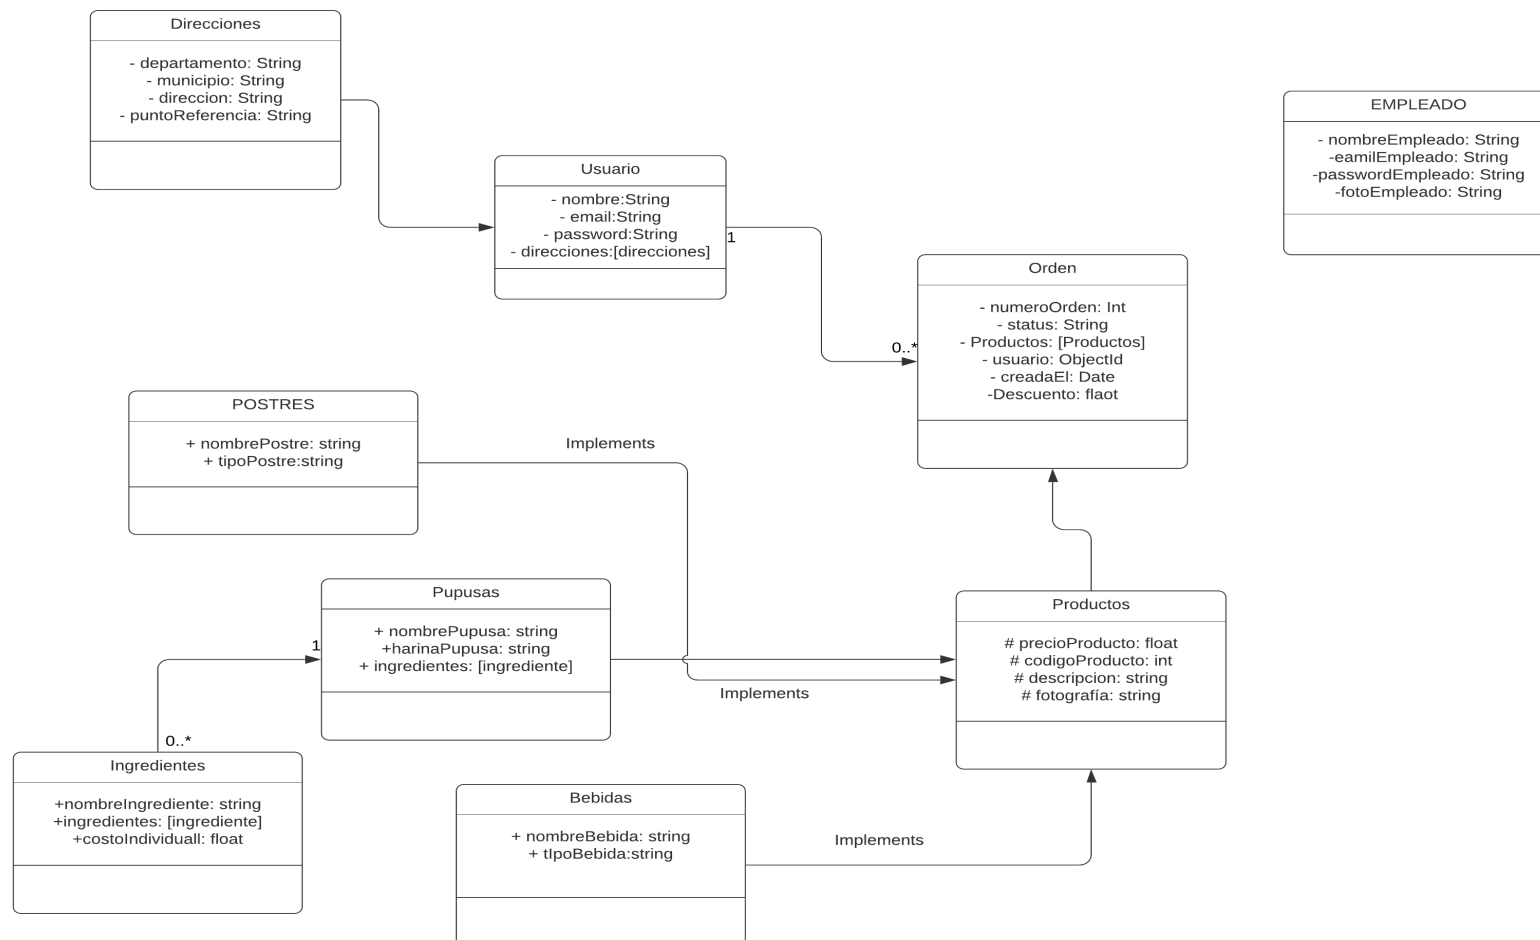 Direcciones
- departamento: String
- municipio: String
- direccion: String
- puntoReferencia: String
EMPLEADO
- nombreEmpleado: String
-eamilEmpleado: String
-passwordEmpleado: String
-fotoEmpleado: String
Usuario
- nombre:String
- email:String
- password:String
- direcciones:[direcciones]
1
0..*
Orden
- numeroOrden: Int
- status: String
- Productos: [Productos]
- usuario: ObjectId
- creadaEl: Date
-Descuento: flaot
POSTRES
+ nombrePostre: string
+ tipoPostre:string
Implements
Pupusas
+ nombrePupusa: string
+harinaPupusa: string
+ ingredientes: [ingrediente]
1
0..*
Implements
Productos
# precioProducto: float
# codigoProducto: int
# descripcion: string
# fotografía: string
Ingredientes
+nombreIngrediente: string
+ingredientes: [ingrediente]
+costoIndividuall: float
Bebidas
+ nombreBebida: string
+ tIpoBebida:string
Implements